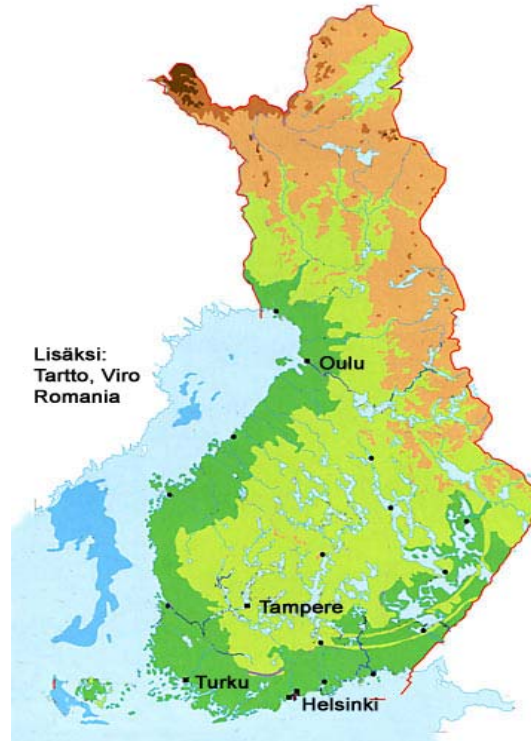 Lisäksi:
Tartto, Viro
Romania
Oulu
Tampere
Turku
Helsinki